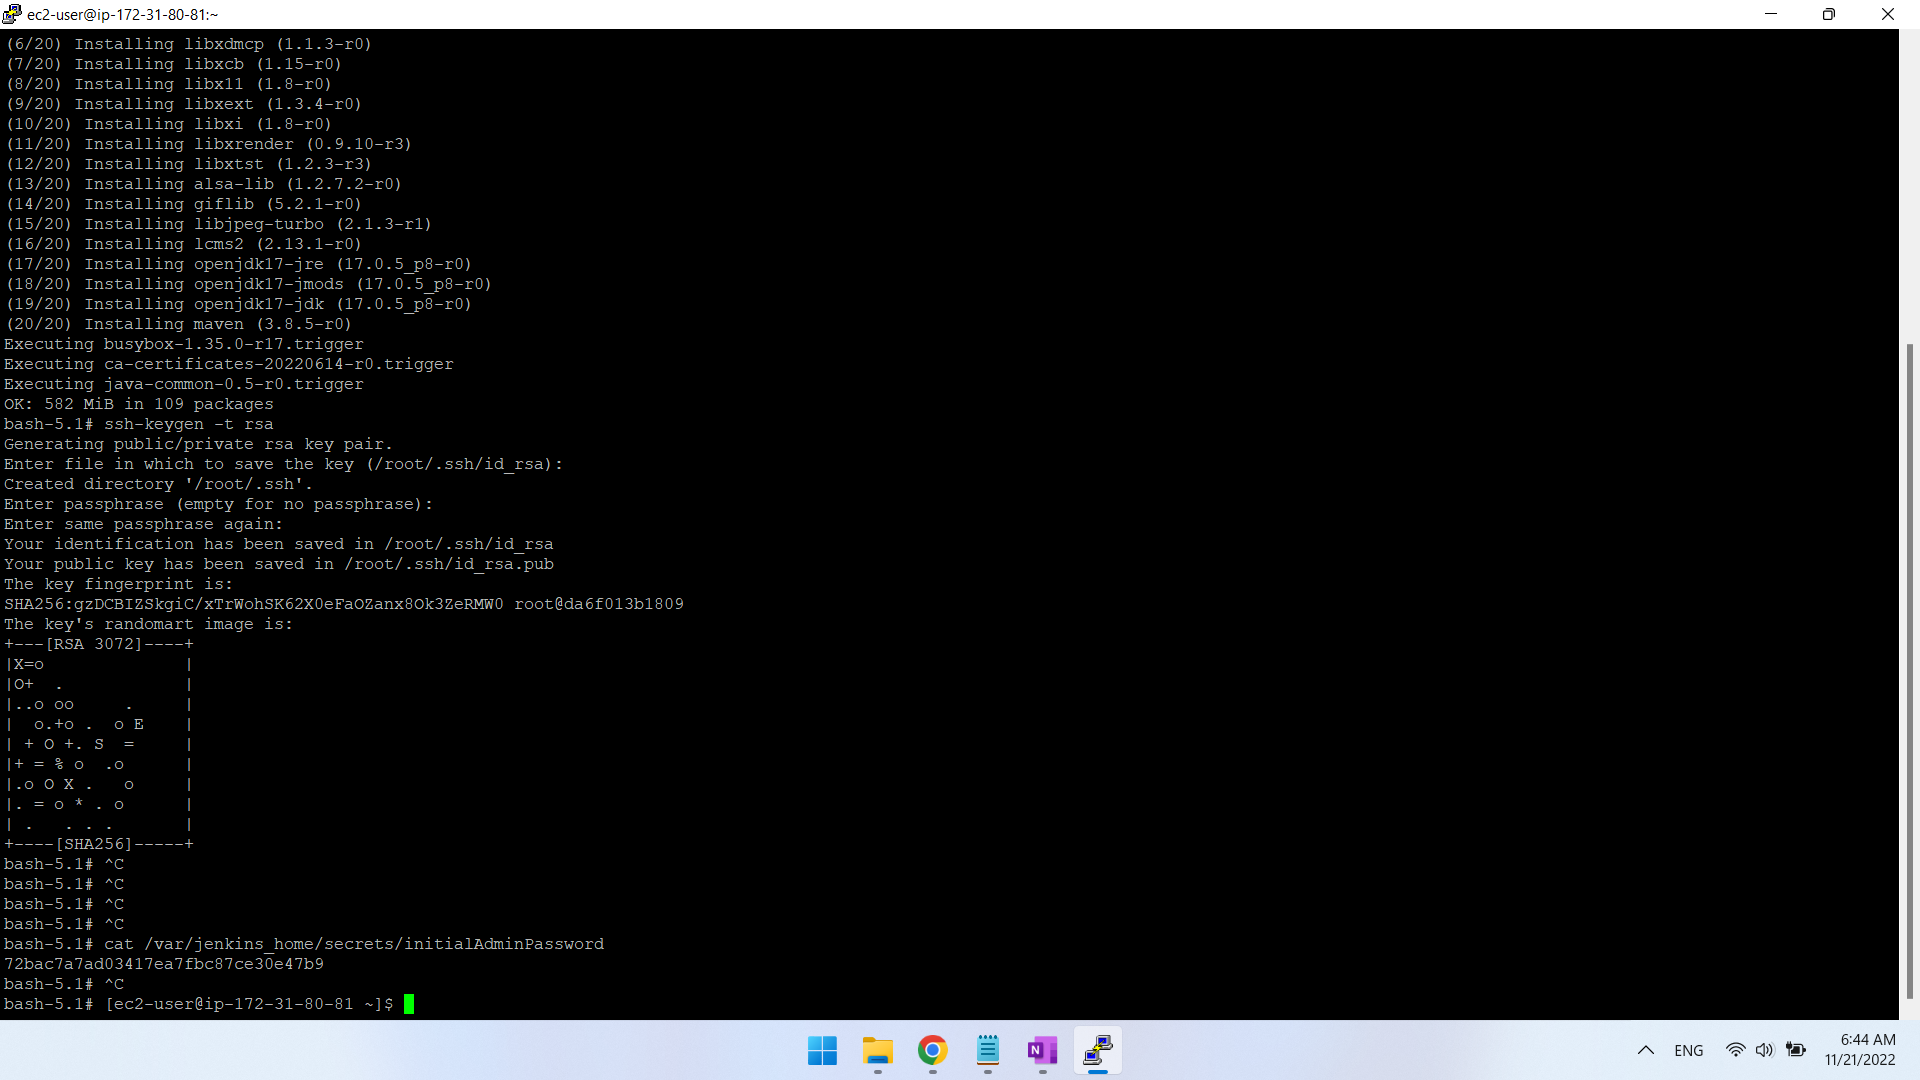 ec2-user@ip-172-31-80-81:~
(6/20) Installing libxdmcp (1.1.3-r0)
(7/20) Installing libxcb (1.15-r0)
(8/20) Installing libx11 (1.8-r0)
(9/20) Installing libxext (1.3.4-r0)
(10/20) Installing libxi (1.8-r0)
(11/20) Installing libxrender (0.9.10-r3)
(12/20) Installing libxtst (1.2.3-r3)
(13/20) Installing alsa-lib (1.2.7.2-r0)
(14/20) Installing giflib (5.2.1-r0)
(15/20) Installing libjpeg-turbo (2.1.3-r1)
(16/20) Installing lcms2 (2.13.1-r0)
(17/20) Installing openjdk17-jre (17.0.5_p8-r0)
(18/20) Installing openjdk17-jmods (17.0.5_p8-r0)
(19/20) Installing openjdk17-jdk (17.0.5_p8-r0)
(20/20) Installing maven (3.8.5-r0)
Executing busybox-1.35.0-r17.trigger
Executing ca-certificates-20220614-r0.trigger
Executing java-common-0.5-r0.trigger
OK: 582 MiB in 109 packages
bash-5.1# ssh-keygen -t rsa
Generating public/private rsa key pair.
Enter file in which to save the key (/root/.ssh/id_rsa):
Created directory '/root/.ssh'.
Enter passphrase (empty for no passphrase):
Enter same passphrase again:
Your identification has been saved in /root/.ssh/id_rsa
Your public key has been saved in /root/.ssh/id_rsa.pub
The key fingerprint is:
SHA256:gzDCBIZSkgiC/xTrWohSK62X0eFaOZanx8Ok3ZeRMW0 root@da6f013b1809
The key's randomart image is:
+---[RSA 3072]----+
|X=o              |
|O+  .            |
|..o oo     .     |
|  o.+o .  o E    |
| + O +. S  =     |
|+ = % o  .o      |
|.o O X .   o     |
|. = o * . o      |
| .   . . .       |
+----[SHA256]-----+
bash-5.1# ^C
bash-5.1# ^C
bash-5.1# ^C
bash-5.1# ^C
bash-5.1# cat /var/jenkins_home/secrets/initialAdminPassword
72bac7a7ad03417ea7fbc87ce30e47b9
bash-5.1# ^C
bash-5.1# [ec2-user@ip-172-31-80-81 ~]$
N
ENG
6:44 AM
11/21/2022